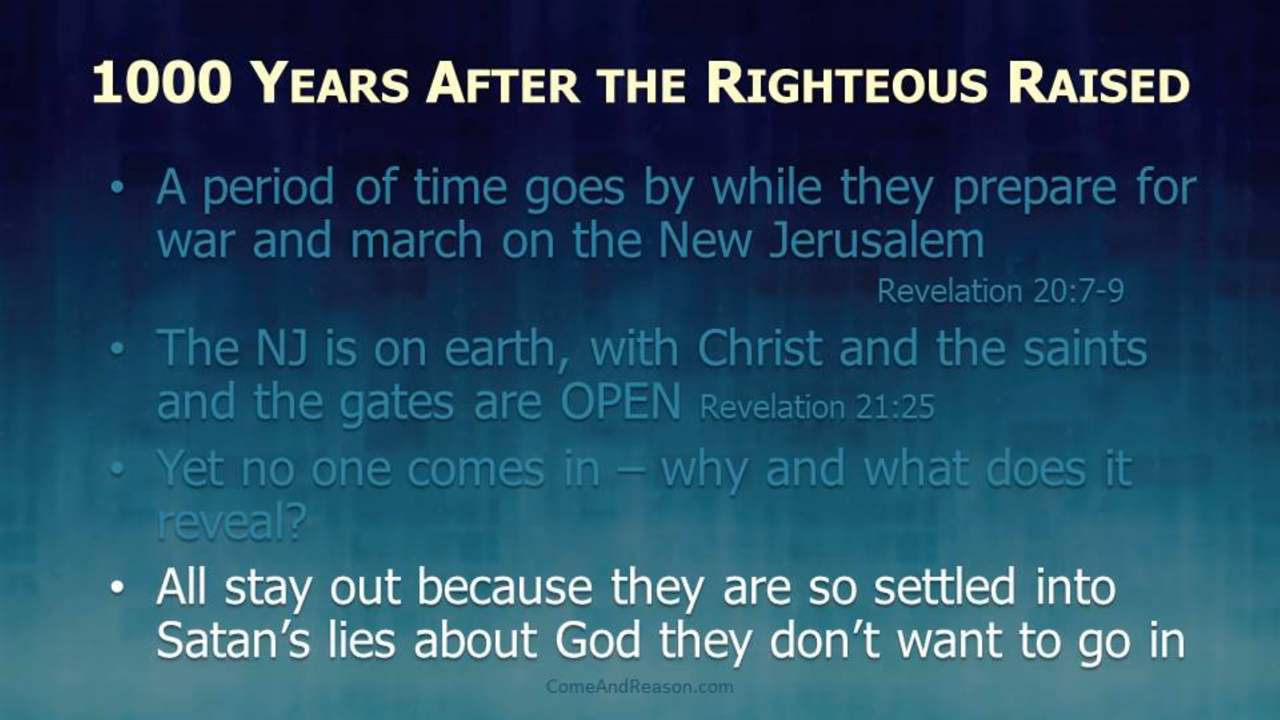 1000 Years After the Righteous Raised
• A period of time goes by while they prepare for
war and march on the New Jerusalem
Revelation 20:7-9
• The NJ is on earth, with Christ and the saints
and the gates are OPEN Revelation 21:25
• Yet no one comes in – why and what does it
reveal?
• All stay out because they are so settled into
Satan’s lies about God they don’t want to go in
ComeAndReason.com